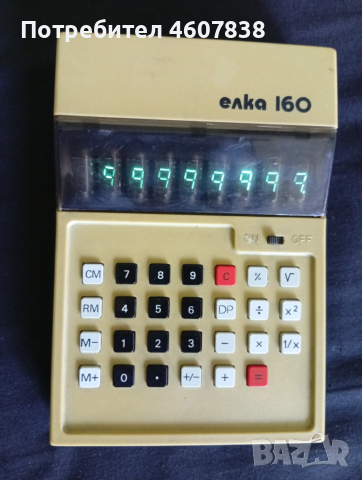 Потребител 4607838
елка 160
99999999
ON OFF
CM 7 8 9 C % √
RM 4 5 6 DP ÷ x²
M- 1 2 3 - × 1/x
M+ 0 . +/- + =
BAZAR